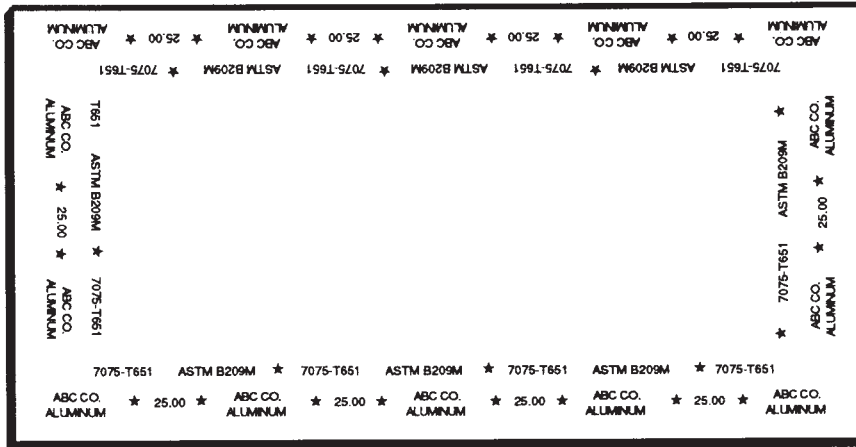 7075-T651 ASTM B209M ★ 7075-T651 ASTM B209M ★ 7075-T651 ASTM B209M ★ 7075-T651
ABC CO. ALUMINUM ★ 25.00 ★ ABC CO. ALUMINUM ★ 25.00 ★ ABC CO. ALUMINUM ★ 25.00 ★ ABC CO. ALUMINUM ★ 25.00 ★ ABC CO. ALUMINUM
T651 ASTM B209M ★ 7075-T651
ABC CO. ALUMINUM ★ 25.00 ★ ABC CO. ALUMINUM
★ 7075-T651 ASTM B209M ★
ABC CO. ALUMINUM ★ 25.00 ★ ABC CO. ALUMINUM
7075-T651 ASTM B209M ★ 7075-T651 ASTM B209M ★ 7075-T651 ASTM B209M ★ 7075-T651
ABC CO. ALUMINUM ★ 25.00 ★ ABC CO. ALUMINUM ★ 25.00 ★ ABC CO. ALUMINUM ★ 25.00 ★ ABC CO. ALUMINUM ★ 25.00 ★ ABC CO. ALUMINUM